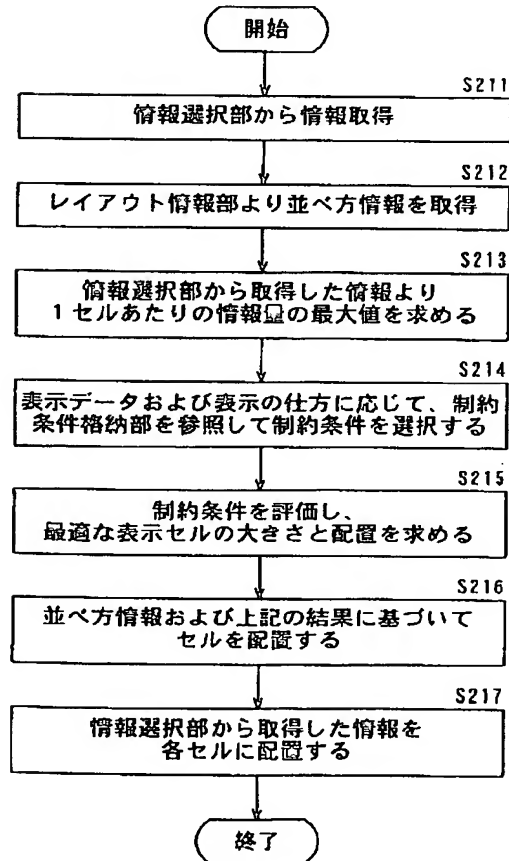 開始
S211
情報選択部から情報取得
S212
レイアウト情報部より並べ方情報を取得
S213
情報選択部から取得した情報より
1セルあたりの情報量の最大値を求める
S214
表示データおよび表示の仕方に応じて、制約
条件格納部を参照して制約条件を選択する
S215
制約条件を評価し、
最適な表示セルの大きさと配置を求める
S216
並べ方情報および上記の結果に基づいて
セルを配置する
S217
情報選択部から取得した情報を
各セルに配置する
終了